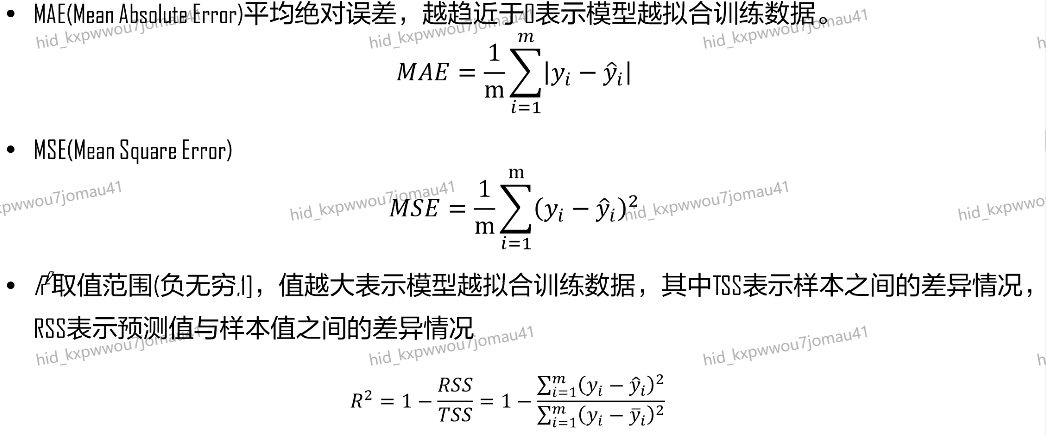 • MAE(Mean Absolute Error)平均绝对误差，越趋近于0表示模型越拟合训练数据。
hid_kxpwwou7jomau41 hid_kxpwwou7jomau41 hid_kxpwwou7jomau41
MAE = \frac{1}{m}\sum_{i=1}^{m}|y_i - \hat{y}_i|
• MSE(Mean Square Error)
kxpwwou7jomau41 hid_kxpwwou7jomau41 hid_kxpwwou7jomau41 hid_kxpwwo
MSE = \frac{1}{m}\sum_{i=1}^{m}(y_i - \hat{y}_i)^2
• R²取值范围(负无穷,1]，值越大表示模型越拟合训练数据，其中TSS表示样本之间的差异情况，
RSS表示预测值与样本值之间的差异情况
hid_kxpwwou7jomau41 hid_kxpwwou7jomau41 hid_kxpwwou7jomau41
R^2 = 1 - \frac{RSS}{TSS} = 1 - \frac{\sum_{i=1}^{m}(y_i - \hat{y}_i)^2}{\sum_{i=1}^{m}(y_i - \bar{y}_i)^2}